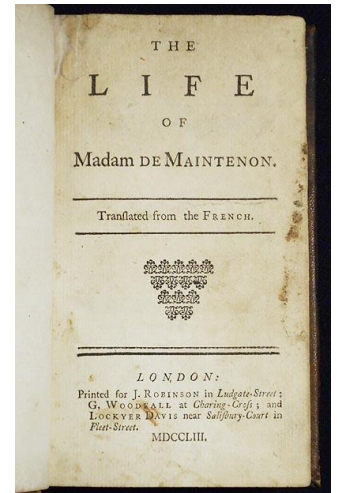 THE
LIFE
OF
Madam DE MAINTENON.
Tranſlated from the FRENCH.
LONDON:
Printed for J. ROBINSON in Ludgate-Street;
G. WOODFALL at Charing-Croſs; and
LOCKYER DAVIS near Saliſbury-Court in
Fleet-Street.
MDCCLIII.